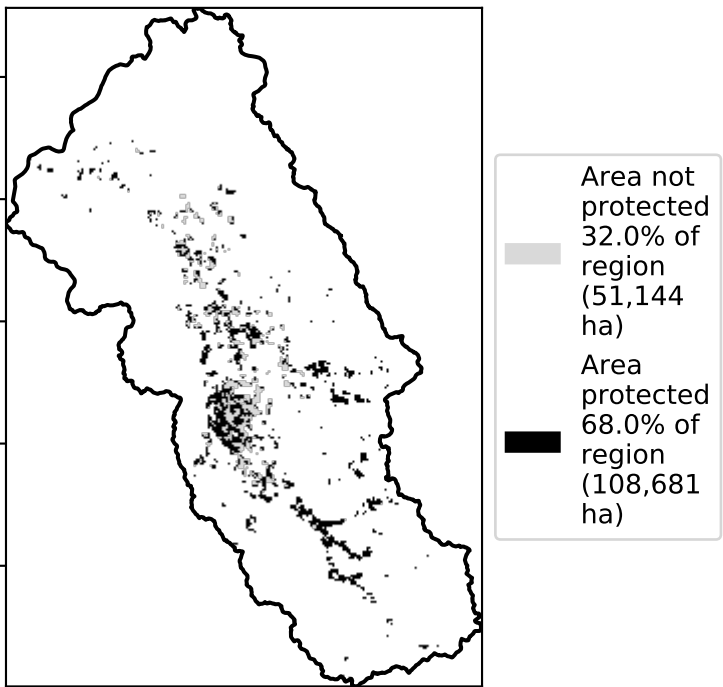 Area not
protected
32.0% of
region
(51,144
ha)
Area
protected
68.0% of
region
(108,681
ha)